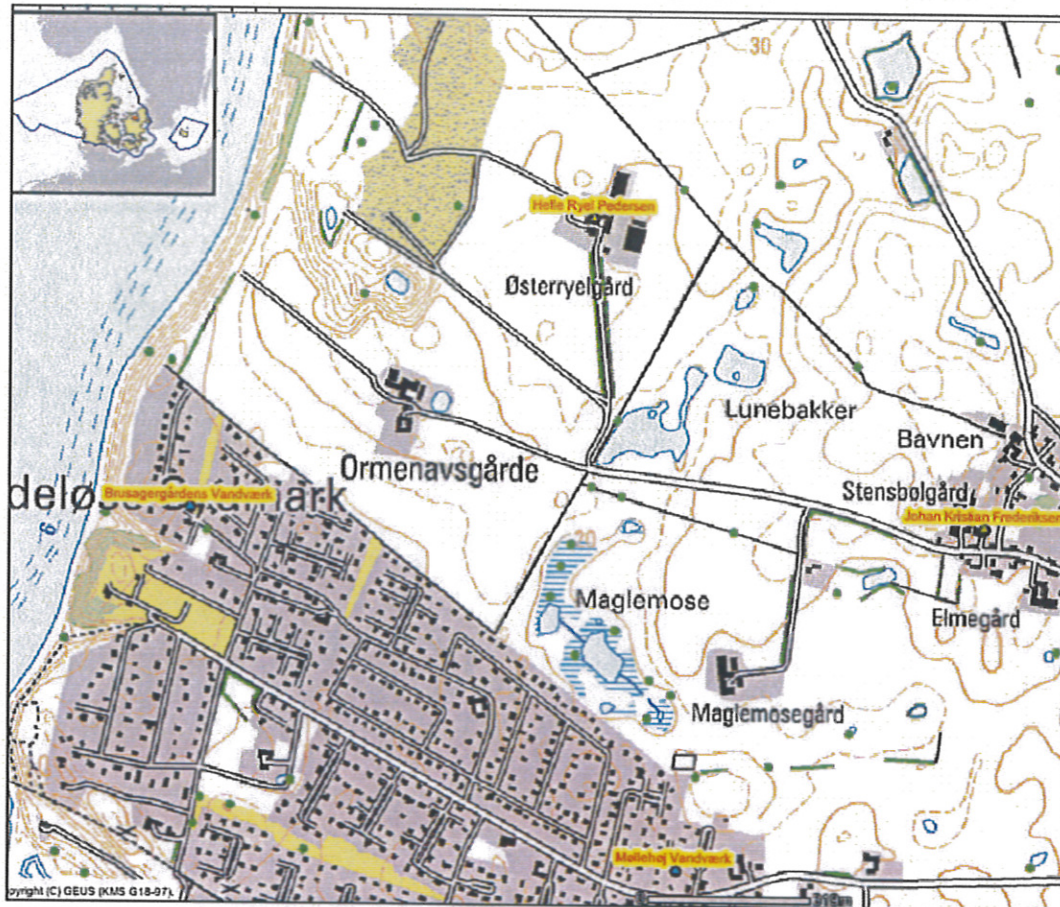 30
Helle Ryel Pedersen
Østerryelgård
Lunebakker
Bavnen
Ormenavsgårde
Stensbølgård
Brusagergårdens Vandværk
Johan Kristian Frederiksen
20
Maglemose
Elmegård
Maglemosegård
Møllehøj Vandværk
opyright (C) GEUS (KMS G18-97).